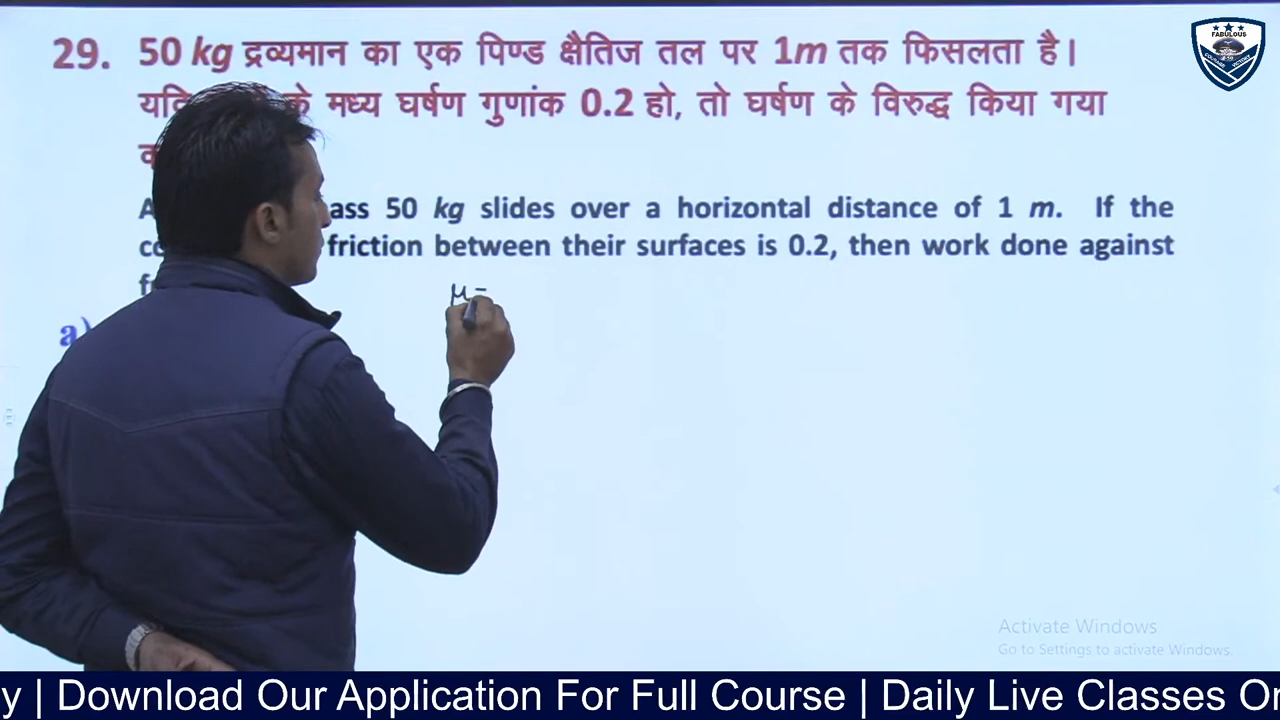 29. 50 kg द्रव्यमान का एक पिण्ड क्षैतिज तल पर 1m तक फिसलता है।
के मध्य घर्षण गुणांक 0.2 हो, तो घर्षण के विरुद्ध किया गया
ass 50 kg slides over a horizontal distance of 1 m. If the
friction between their surfaces is 0.2, then work done against
μ=
a)
FABULOUS
Activate Windows
Go to Settings to activate Windows.
y | Download Our Application For Full Course | Daily Live Classes On